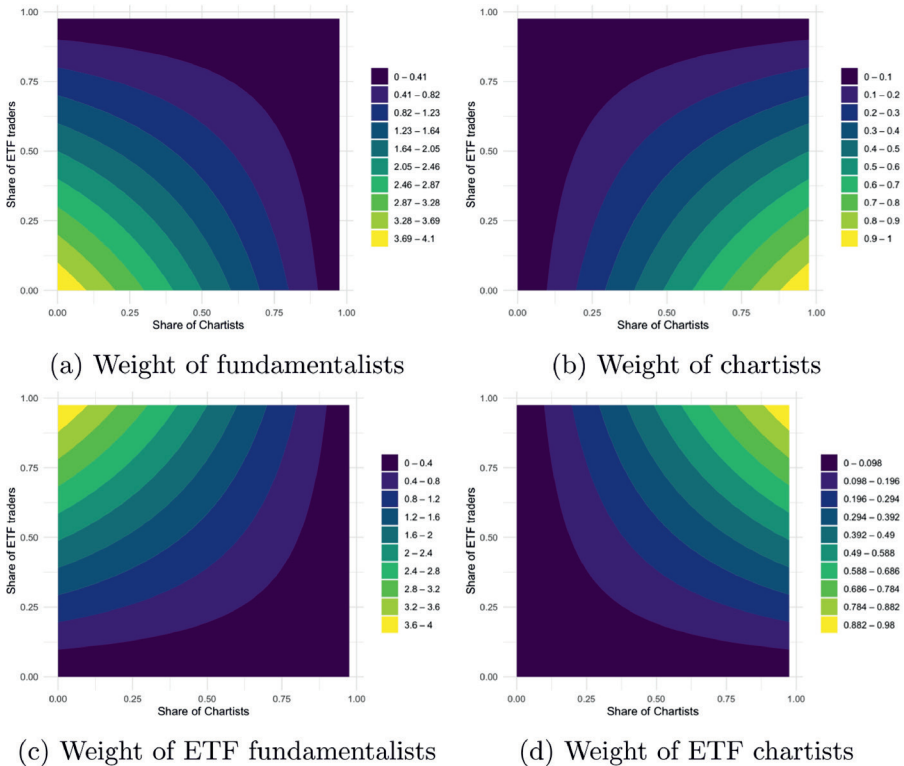 1.00
0.75
0.50
0.25
0.00
Share of ETF traders
0.00 0.25 0.50 0.75 1.00
Share of Chartists
0 – 0.41
0.41 – 0.82
0.82 – 1.23
1.23 – 1.64
1.64 – 2.05
2.05 – 2.46
2.46 – 2.87
2.87 – 3.28
3.28 – 3.69
3.69 – 4.1
(a) Weight of fundamentalists
1.00
0.75
0.50
0.25
0.00
Share of ETF traders
0.00 0.25 0.50 0.75 1.00
Share of Chartists
0 – 0.1
0.1 – 0.2
0.2 – 0.3
0.3 – 0.4
0.4 – 0.5
0.5 – 0.6
0.6 – 0.7
0.7 – 0.8
0.8 – 0.9
0.9 – 1
(b) Weight of chartists
1.00
0.75
0.50
0.25
0.00
Share of ETF traders
0.00 0.25 0.50 0.75 1.00
Share of Chartists
0 – 0.4
0.4 – 0.8
0.8 – 1.2
1.2 – 1.6
1.6 – 2
2 – 2.4
2.4 – 2.8
2.8 – 3.2
3.2 – 3.6
3.6 – 4
(c) Weight of ETF fundamentalists
1.00
0.75
0.50
0.25
0.00
Share of ETF traders
0.00 0.25 0.50 0.75 1.00
Share of Chartists
0 – 0.098
0.098 – 0.196
0.196 – 0.294
0.294 – 0.392
0.392 – 0.49
0.49 – 0.588
0.588 – 0.686
0.686 – 0.784
0.784 – 0.882
0.882 – 0.98
(d) Weight of ETF chartists